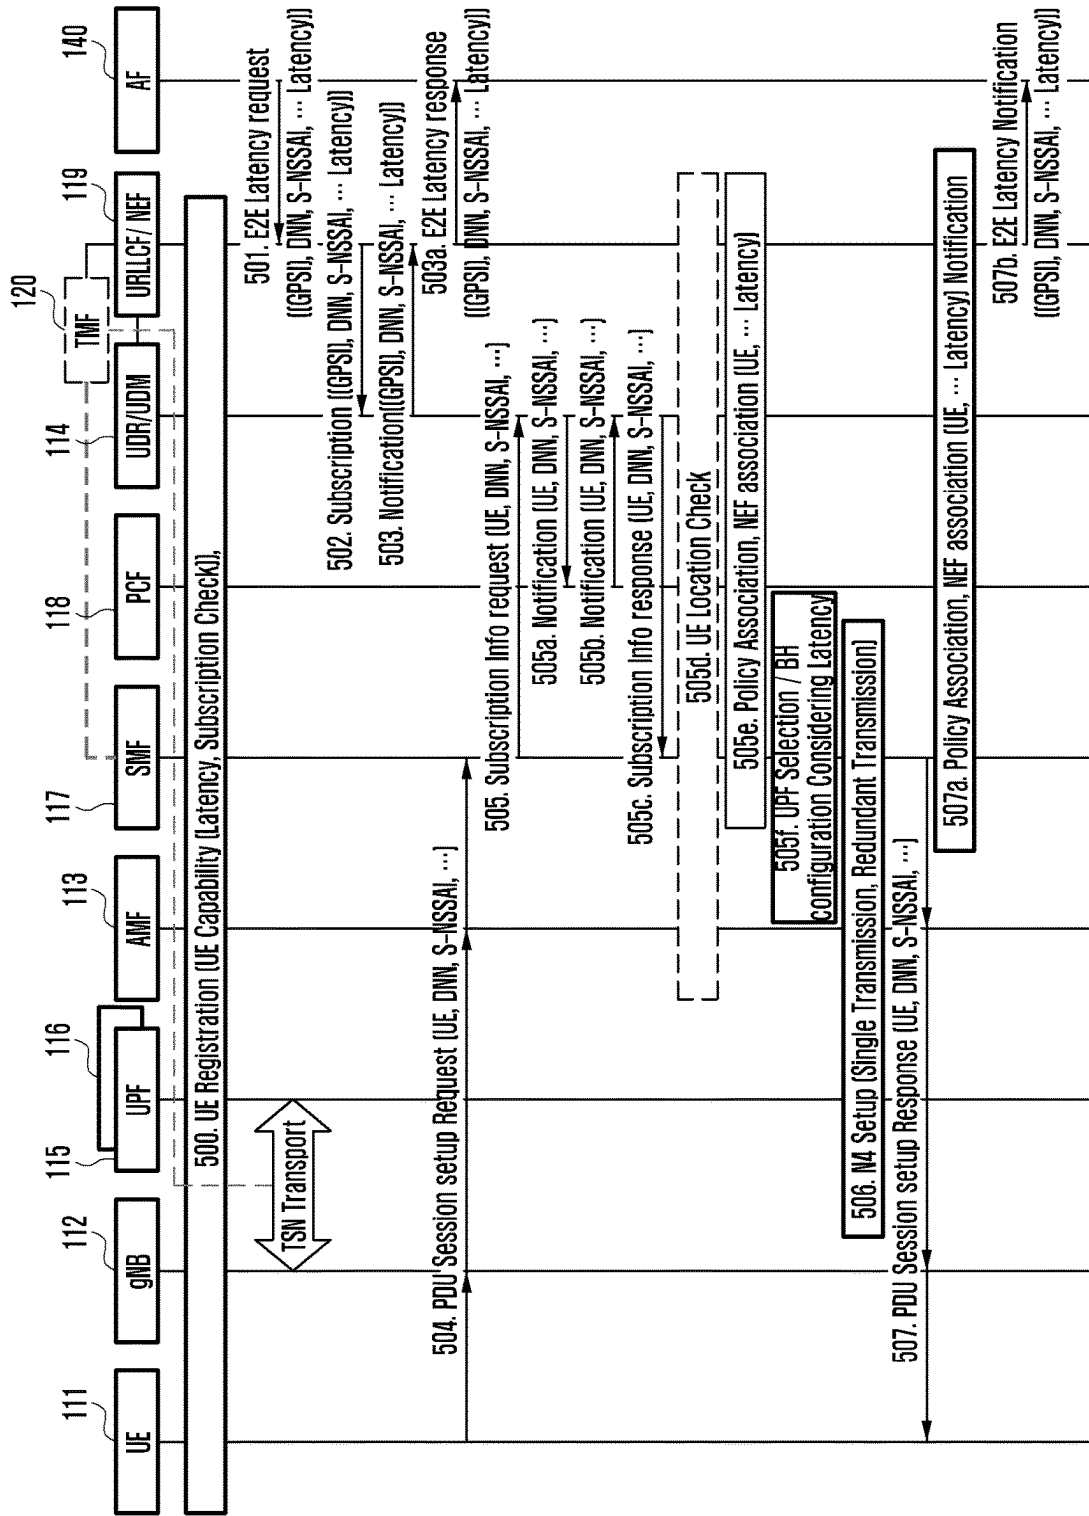 111
112
115
116
113
117
118
114
120
119
140
UE
gNB
UPF
AMF
SMF
PCF
UDR/UDM
TMF
URLLCF/ NEF
AF
500. UE Registration (UE Capability (Latency, Subscription Check)),
TSN Transport
501. E2E Latency request
((GPSI), DNN, S-NSSAI, ··· Latency))
502. Subscription ((GPSI), DNN, S-NSSAI, ··· Latency))
503. Notification((GPSI), DNN, S-NSSAI, ··· Latency))
503a. E2E Latency response
((GPSI), DNN, S-NSSAI, ··· Latency))
504. PDU Session setup Request (UE, DNN, S-NSSAI, ···)
505. Subscription Info request (UE, DNN, S-NSSAI, ···)
505a. Notification (UE, DNN, S-NSSAI, ···)
505b. Notification (UE, DNN, S-NSSAI, ···)
505c. Subscription Info response (UE, DNN, S-NSSAI, ···)
505d. UE Location Check
505e. Policy Association, NEF association (UE, ··· Latency)
505f. UPF Selection / BH
configuration Considering Latency
506. N4 Setup (Single Transmission, Redundant Transmission)
507. PDU Session setup Response (UE, DNN, S-NSSAI, ···)
507a. Policy Association, NEF association (UE, ··· Latency) Notification
507b. E2E Latency Notification
((GPSI), DNN, S-NSSAI, ··· Latency))